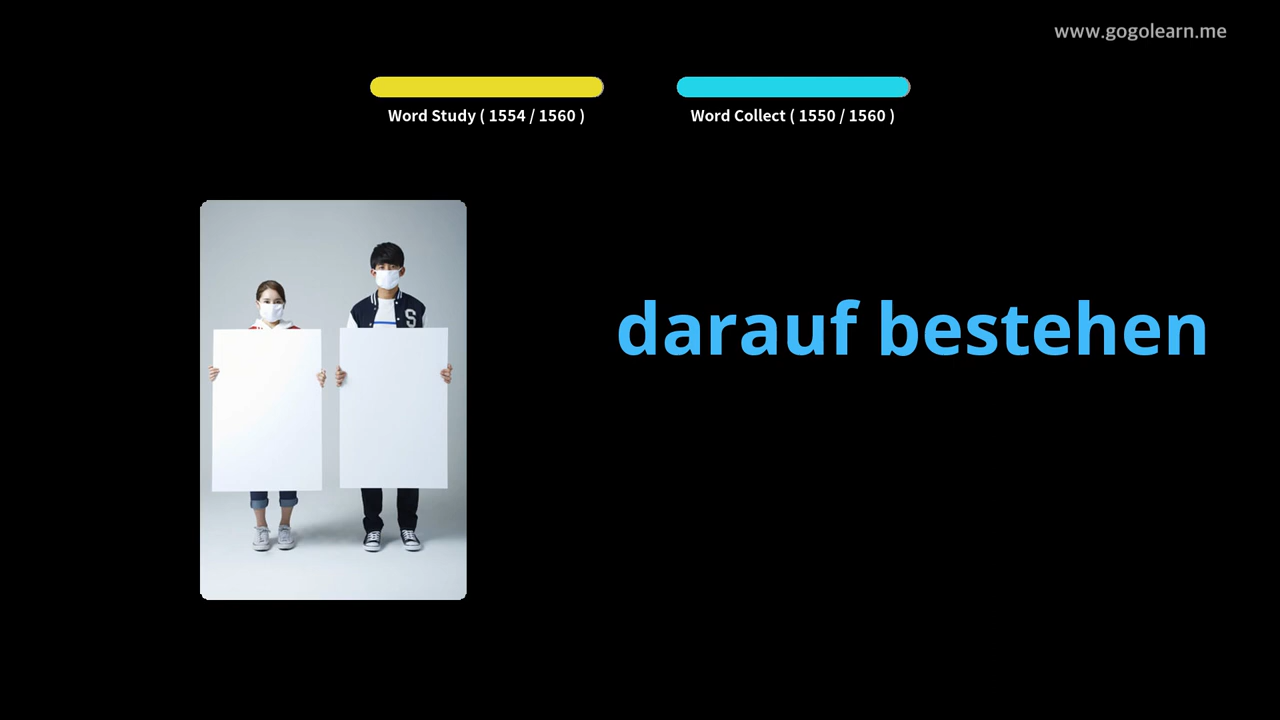 www.gogolearn.me
Word Study ( 1554 / 1560 )
Word Collect ( 1550 / 1560 )
S
darauf bestehen